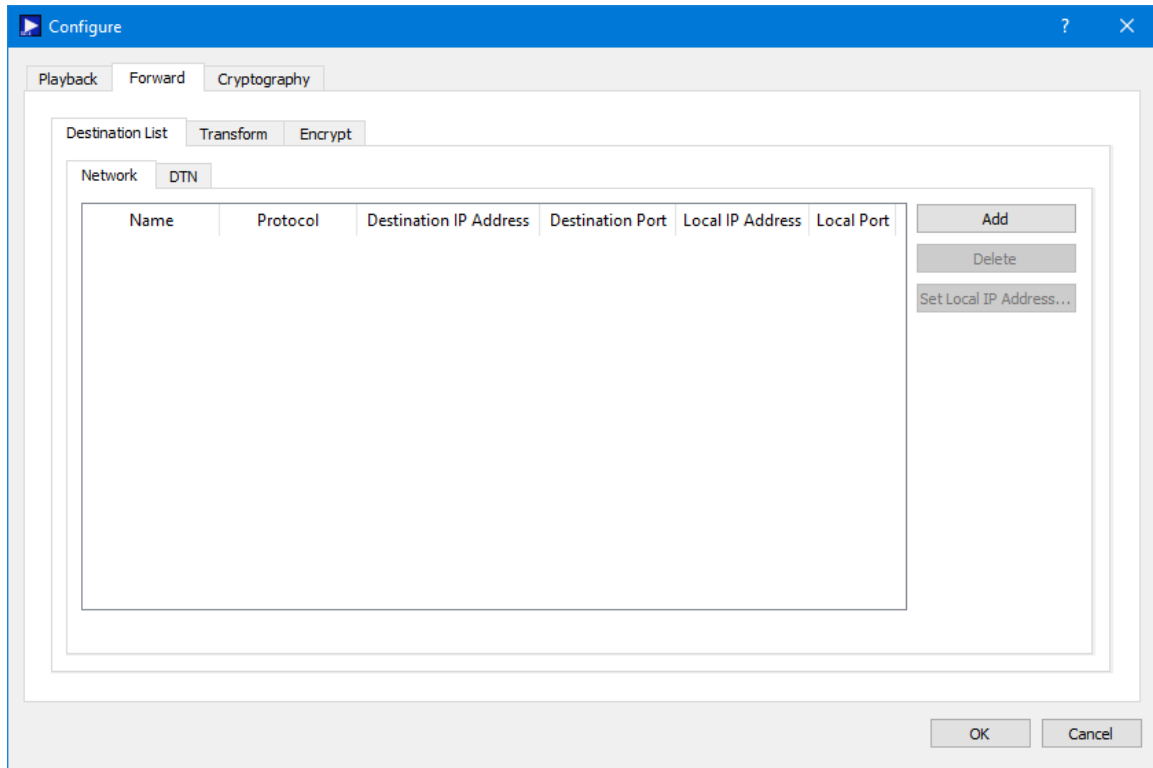 Configure ?
Playback Forward Cryptography
Destination List Transform Encrypt
Network DTN
Name Protocol Destination IP Address Destination Port Local IP Address Local Port Add
Delete
Set Local IP Address...
OK Cancel